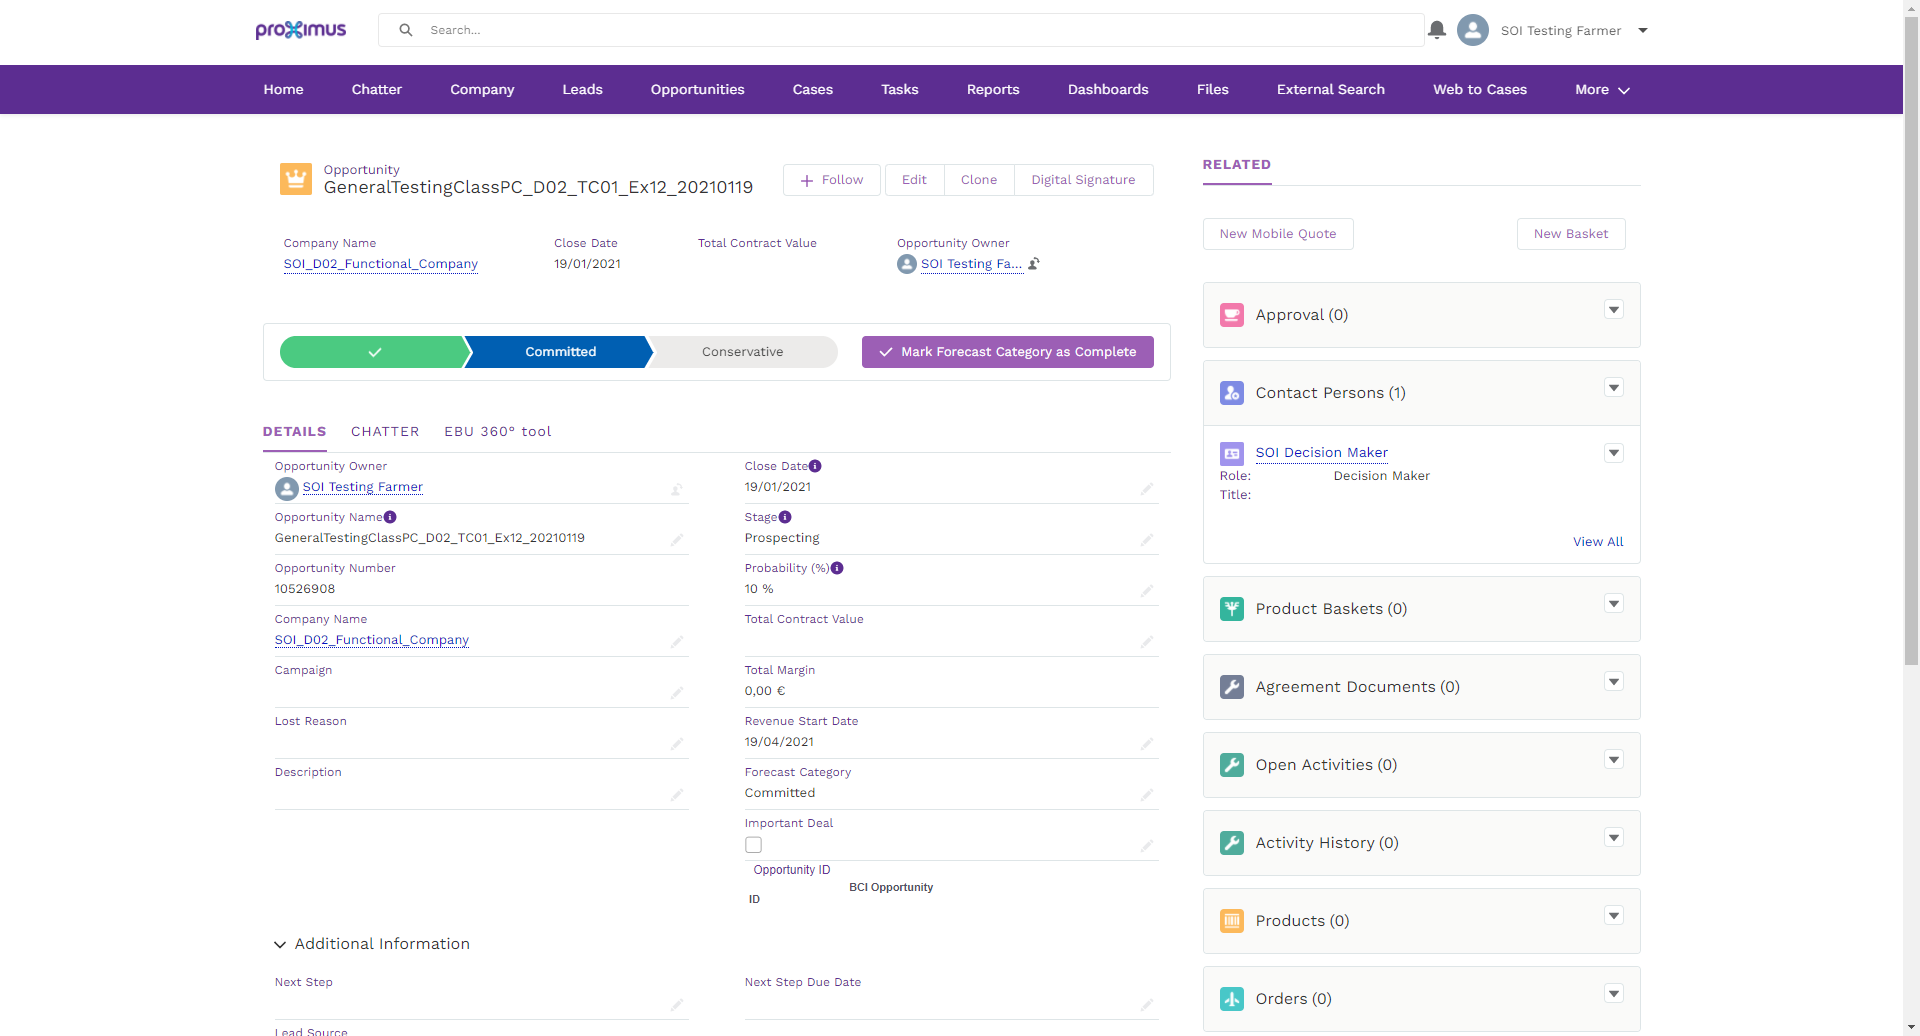 proximus
Search...
SOI Testing Farmer
Home
Chatter
Company
Leads
Opportunities
Cases
Tasks
Reports
Dashboards
Files
External Search
Web to Cases
More
Opportunity
GeneralTestingClassPC_D02_TC01_Ex12_20210119
Follow
Edit
Clone
Digital Signature
Company Name
SOI_D02_Functional_Company
Close Date
19/01/2021
Total Contract Value
Opportunity Owner
SOI Testing Fa...
Committed
Conservative
Mark Forecast Category as Complete
DETAILS
CHATTER
EBU 360° tool
Opportunity Owner
SOI Testing Farmer
Opportunity Name
GeneralTestingClassPC_D02_TC01_Ex12_20210119
Opportunity Number
10526908
Company Name
SOI_D02_Functional_Company
Campaign
Lost Reason
Description
Close Date
19/01/2021
Stage
Prospecting
Probability (%)
10 %
Total Contract Value
Total Margin
0,00 €
Revenue Start Date
19/04/2021
Forecast Category
Committed
Important Deal
Opportunity ID
BCI Opportunity
ID
Additional Information
Next Step
Next Step Due Date
Lead Source
RELATED
New Mobile Quote
New Basket
Approval (0)
Contact Persons (1)
SOI Decision Maker
Role:
Decision Maker
Title:
View All
Product Baskets (0)
Agreement Documents (0)
Open Activities (0)
Activity History (0)
Products (0)
Orders (0)